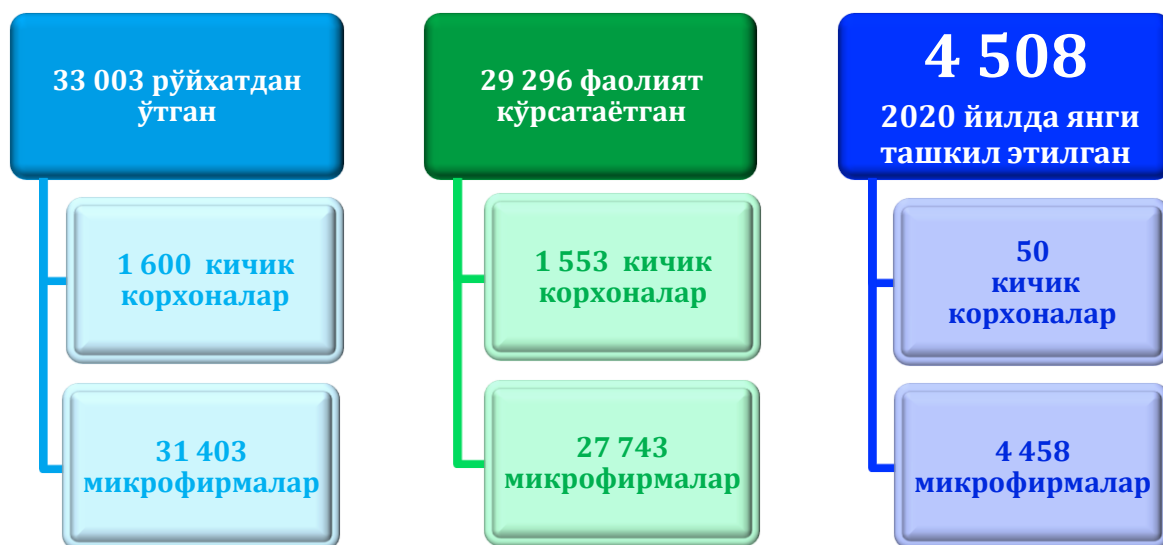 33 003 рўйхатдан
ўтган
1 600 кичик
корхоналар
31 403
микрофирмалар
29 296 фаолият
кўрсатаётган
1 553 кичик
корхоналар
27 743
микрофирмалар
4 508
2020 йилда янги
ташкил этилган
50
кичик
корхоналар
4 458
микрофирмалар